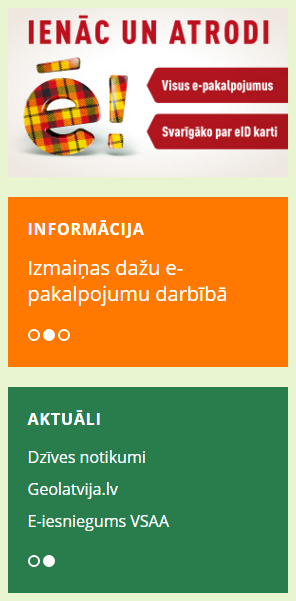 IENĀC UN ATRODI
ē!
Visus e-pakalpojumus
Svarīgāko par eID karti
INFORMĀCIJA
Izmaiņas dažu e-
pakalpojumu darbībā
AKTUĀLI
Dzīves notikumi
Geolatvija.lv
E-iesniegums VSAA